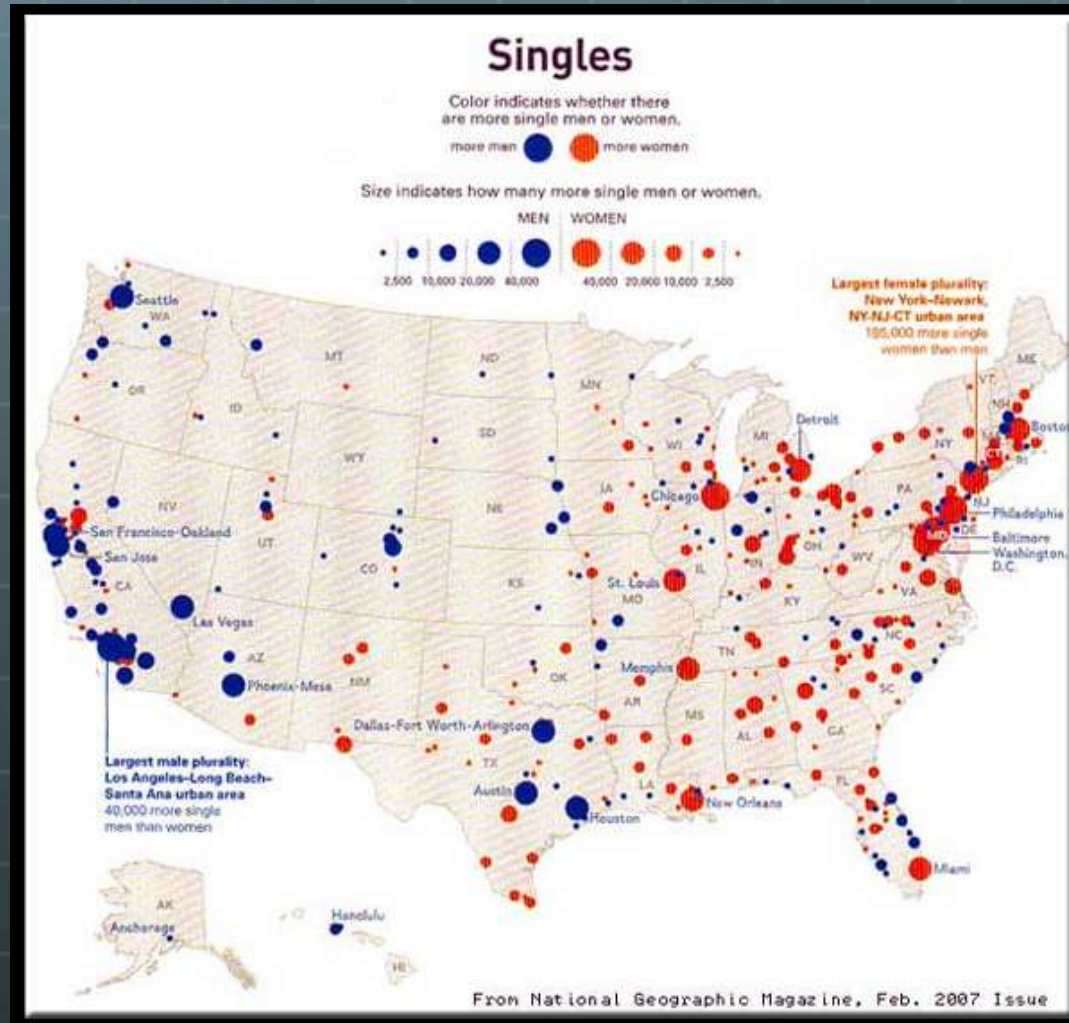 Singles
Color indicates whether there
are more single men or women.
more men
more women
Size indicates how many more single men or women.
MEN WOMEN
2,500 10,000 20,000 40,000 40,000 20,000 10,000 2,500
Largest female plurality:
New York–Newark,
NY-NJ-CT urban area
more single
women than men
Seattle
WA
MT
ND
MN
ME
VT
NH
OR
ID
SD
WI
MI
Detroit
NY
Boston
CT
RI
WY
IA
Chicago
PA
NJ
NV
NE
Philadelphia
San Francisco-Oakland
UT
OH
MD
DE
Baltimore
San Jose
CO
IL
IN
WV
Washington,
D.C.
CA
KS
St. Louis
MO
KY
VA
Las Vegas
NC
AZ
TN
Phoenix-Mesa
NM
OK
Memphis
AR
SC
Dallas-Fort Worth-Arlington
MS
AL
GA
TX
Largest male plurality:
Los Angeles–Long Beach–
Santa Ana urban area
40,000 more single
men than women
Austin
LA
FL
Houston
New Orleans
Miami
AK
Anchorage
Honolulu
HI
From National Geographic Magazine, Feb. 2007 Issue